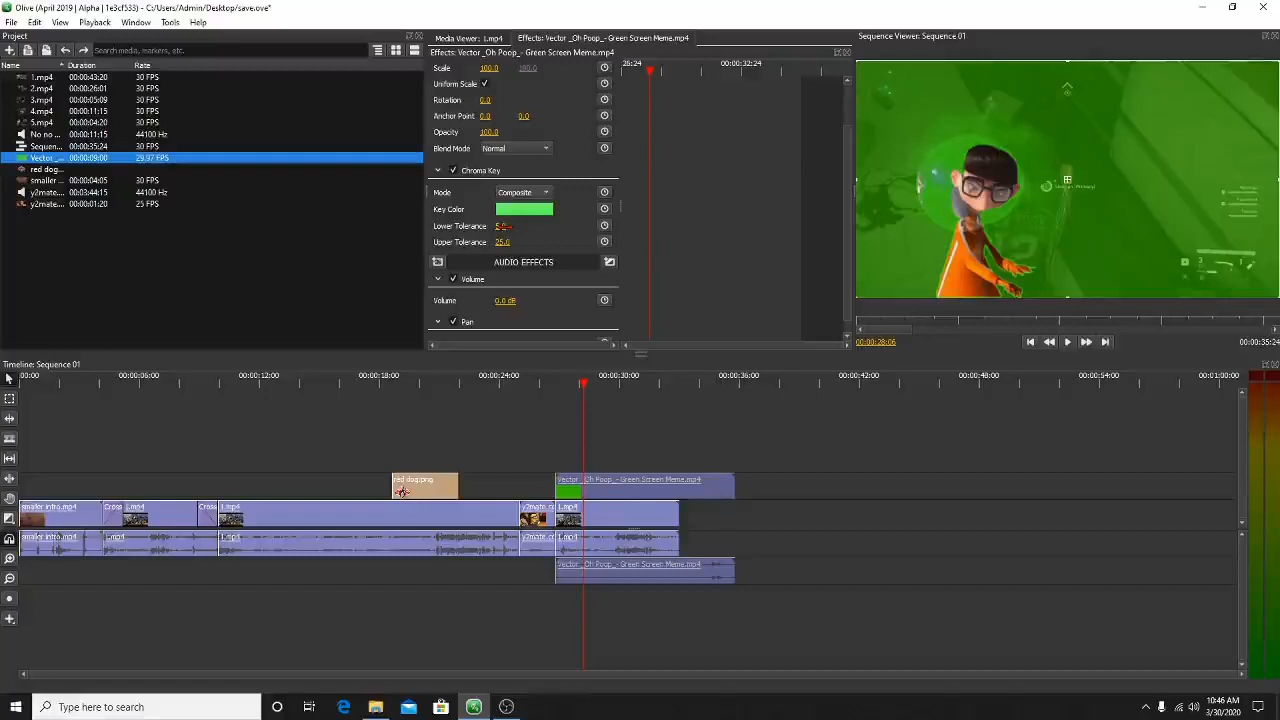 Olive (April 2019 | Alpha | 1e3cf533) - C:/Users/Admin/Desktop/save.ove*
File Edit View Playback Window Tools Help
Project
Search media, markers, etc.
Name Duration Rate
1.mp4 00:00:43:20 30 FPS
2.mp4 00:00:26:01 30 FPS
3.mp4 00:00:05:09 30 FPS
4.mp4 00:00:11:15 30 FPS
5.mp4 00:00:04:20 30 FPS
No no ... 00:00:11:15 44100 Hz
Sequen... 00:00:35:24 30 FPS
Vector _... 00:00:09:00 29.97 FPS
red dog...
smaller ... 00:00:04:05 30 FPS
y2mate.... 00:03:44:15 44100 Hz
y2mate.... 00:00:01:20 25 FPS
Media Viewer: 1.mp4 Effects: Vector _Oh Poop_- Green Screen Meme.mp4
Effects: Vector _Oh Poop_- Green Screen Meme.mp4
Scale 100.0 100.0
Uniform Scale
Rotation 0.0
Anchor Point 0.0 0.0
Opacity 100.0
Blend Mode Normal
Chroma Key
Mode Composite
Key Color
Lower Tolerance
Upper Tolerance 25.0
AUDIO EFFECTS
Volume
Volume 0.0 dB
Pan
26:24 00:00:32:24
Sequence Viewer: Sequence 01
00:00:28:06 00:00:35:24
Timeline: Sequence 01
00:00 00:00:06:00 00:00:12:00 00:00:18:00 00:00:24:00 00:00:30:00 00:00:36:00 00:00:42:00 00:00:48:00 00:00:54:00 00:01:00:00
red dog.png Vector _Oh Poop_- Green Screen Meme.mp4
smaller intro.mp4 Cross 1.mp4 Cross 1.mp4 y2mate.co 1.mp4
smaller intro.mp4 1.mp4 1.mp4 y2mate.co 1.mp4
Vector _Oh Poop_- Green Screen Meme.mp4
Type here to search
10:46 AM
3/30/2020